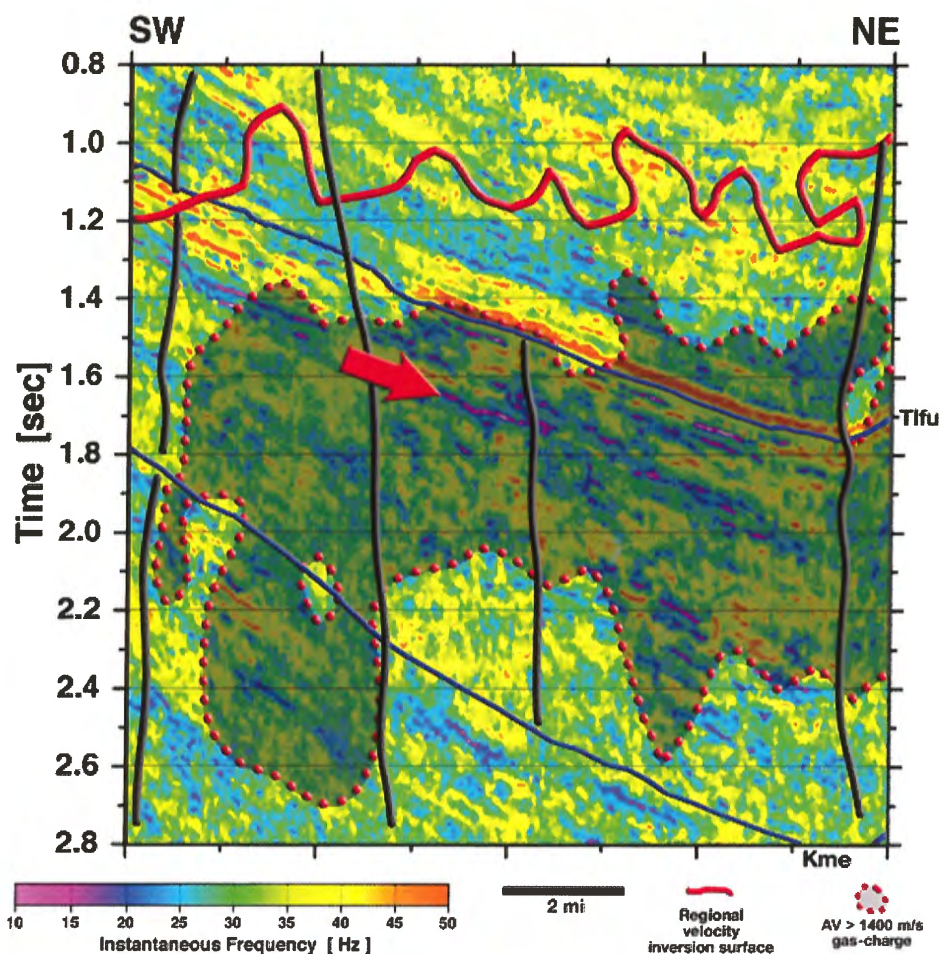 SW NE
0.8
1.0
1.2
1.4
1.6
1.8
2.0
2.2
2.4
2.6
2.8
Time [sec]
Tlfu
Kme
10 15 20 25 30 35 40 45 50
Instantaneous Frequency [ Hz ]
2 mi
Regional
velocity
inversion surface
AV > 1400 m/s
gas-charge